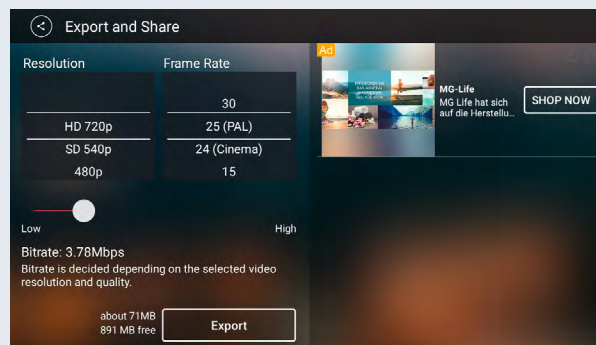 Export and Share
Resolution
Frame Rate
30
HD 720p
25 (PAL)
SD 540p
24 (Cinema)
480p
15
Low
High
Bitrate: 3.78Mbps
Bitrate is decided depending on the selected video
resolution and quality.
about 71MB
891 MB free
Export
Ad
MG-Life
MG Life hat sich
auf die Herstellu...
SHOP NOW